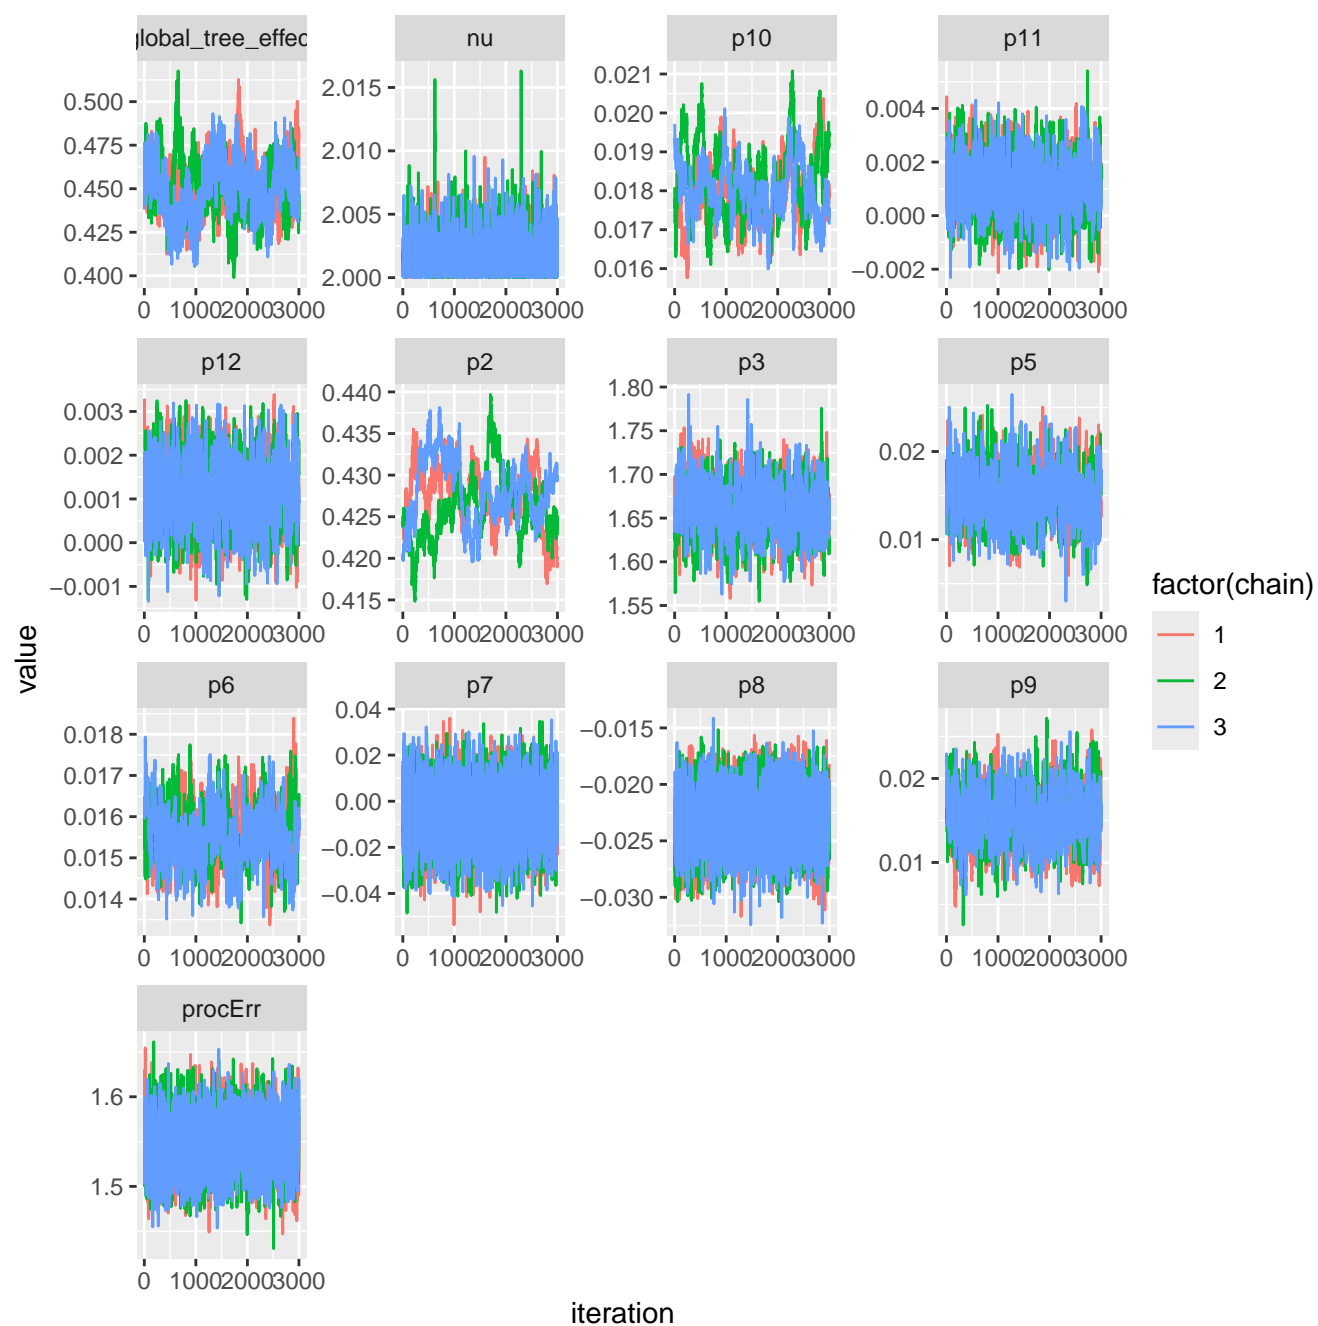 global_tree_effec
nu
p10
p11
0.500
0.475
0.450
0.425
0.400
2.015
2.010
2.005
2.000
0.021
0.020
0.019
0.018
0.017
0.016
0.004
0.002
0.000
−0.002
0 1000 2000 3000
0 1000 2000 3000
0 1000 2000 3000
0 1000 2000 3000
p12
p2
p3
p5
0.003
0.002
0.001
0.000
−0.001
0.440
0.435
0.430
0.425
0.420
0.415
1.80
1.75
1.70
1.65
1.60
1.55
0.02
0.01
0 1000 2000 3000
0 1000 2000 3000
0 1000 2000 3000
0 1000 2000 3000
p6
p7
p8
p9
0.018
0.017
0.016
0.015
0.014
0.04
0.02
0.00
−0.02
−0.04
−0.015
−0.020
−0.025
−0.030
0.02
0.01
0 1000 2000 3000
0 1000 2000 3000
0 1000 2000 3000
0 1000 2000 3000
procErr
1.6
1.5
0 1000 2000 3000
value
iteration
factor(chain)
1
2
3